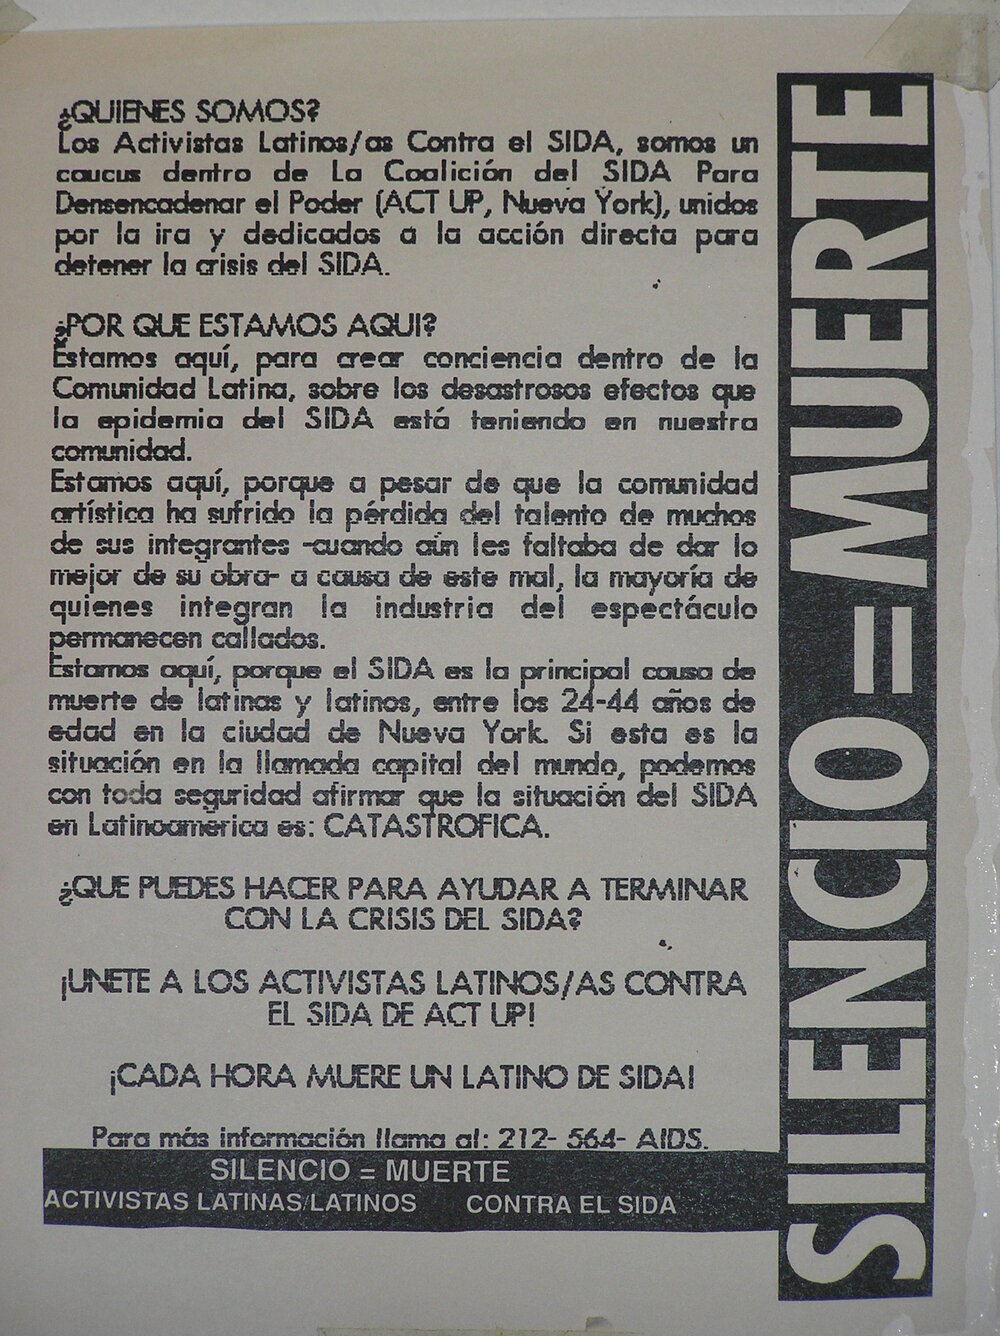 ¿QUIENES SOMOS?
Los Activistas Latinos/as Contra el SIDA, somos un
caucus dentro de La Coalición del SIDA Para
Densencadenar el Poder (ACT UP, Nueva York), unidos
por la ira y dedicados a la acción directa para
detener la crisis del SIDA.
¿POR QUE ESTAMOS AQUI?
Estamos aquí, para crear conciencia dentro de la
Comunidad Latina, sobre los desastrosos efectos que
la epidemia del SIDA está teniendo en nuestra
comunidad.
Estamos aquí, porque a pesar de que la comunidad
artística ha sufrido la pérdida del talento de muchos
de sus integrantes -cuando aún les faltaba de dar lo
mejor de su obra- a causa de este mal, la mayoría de
quienes integran la industria del espectáculo
permanecen callados.
Estamos aquí, porque el SIDA es la principal causa de
muerte de latinas y latinos, entre los 24-44 años de
edad en la ciudad de Nueva York. Si esta es la
situación en la llamada capital del mundo, podemos
con toda seguridad afirmar que la situación del SIDA
en Latinoamerica es: CATASTROFICA.
¿QUE PUEDES HACER PARA AYUDAR A TERMINAR
CON LA CRISIS DEL SIDA?
¡UNETE A LOS ACTIVISTAS LATINOS/AS CONTRA
EL SIDA DE ACT UP!
¡CADA HORA MUERE UN LATINO DE SIDA!
Para más información llama al: 212- 564- AIDS.
SILENCIO = MUERTE
ACTIVISTAS LATINAS/LATINOS CONTRA EL SIDA
SILENCIO = MUERTE